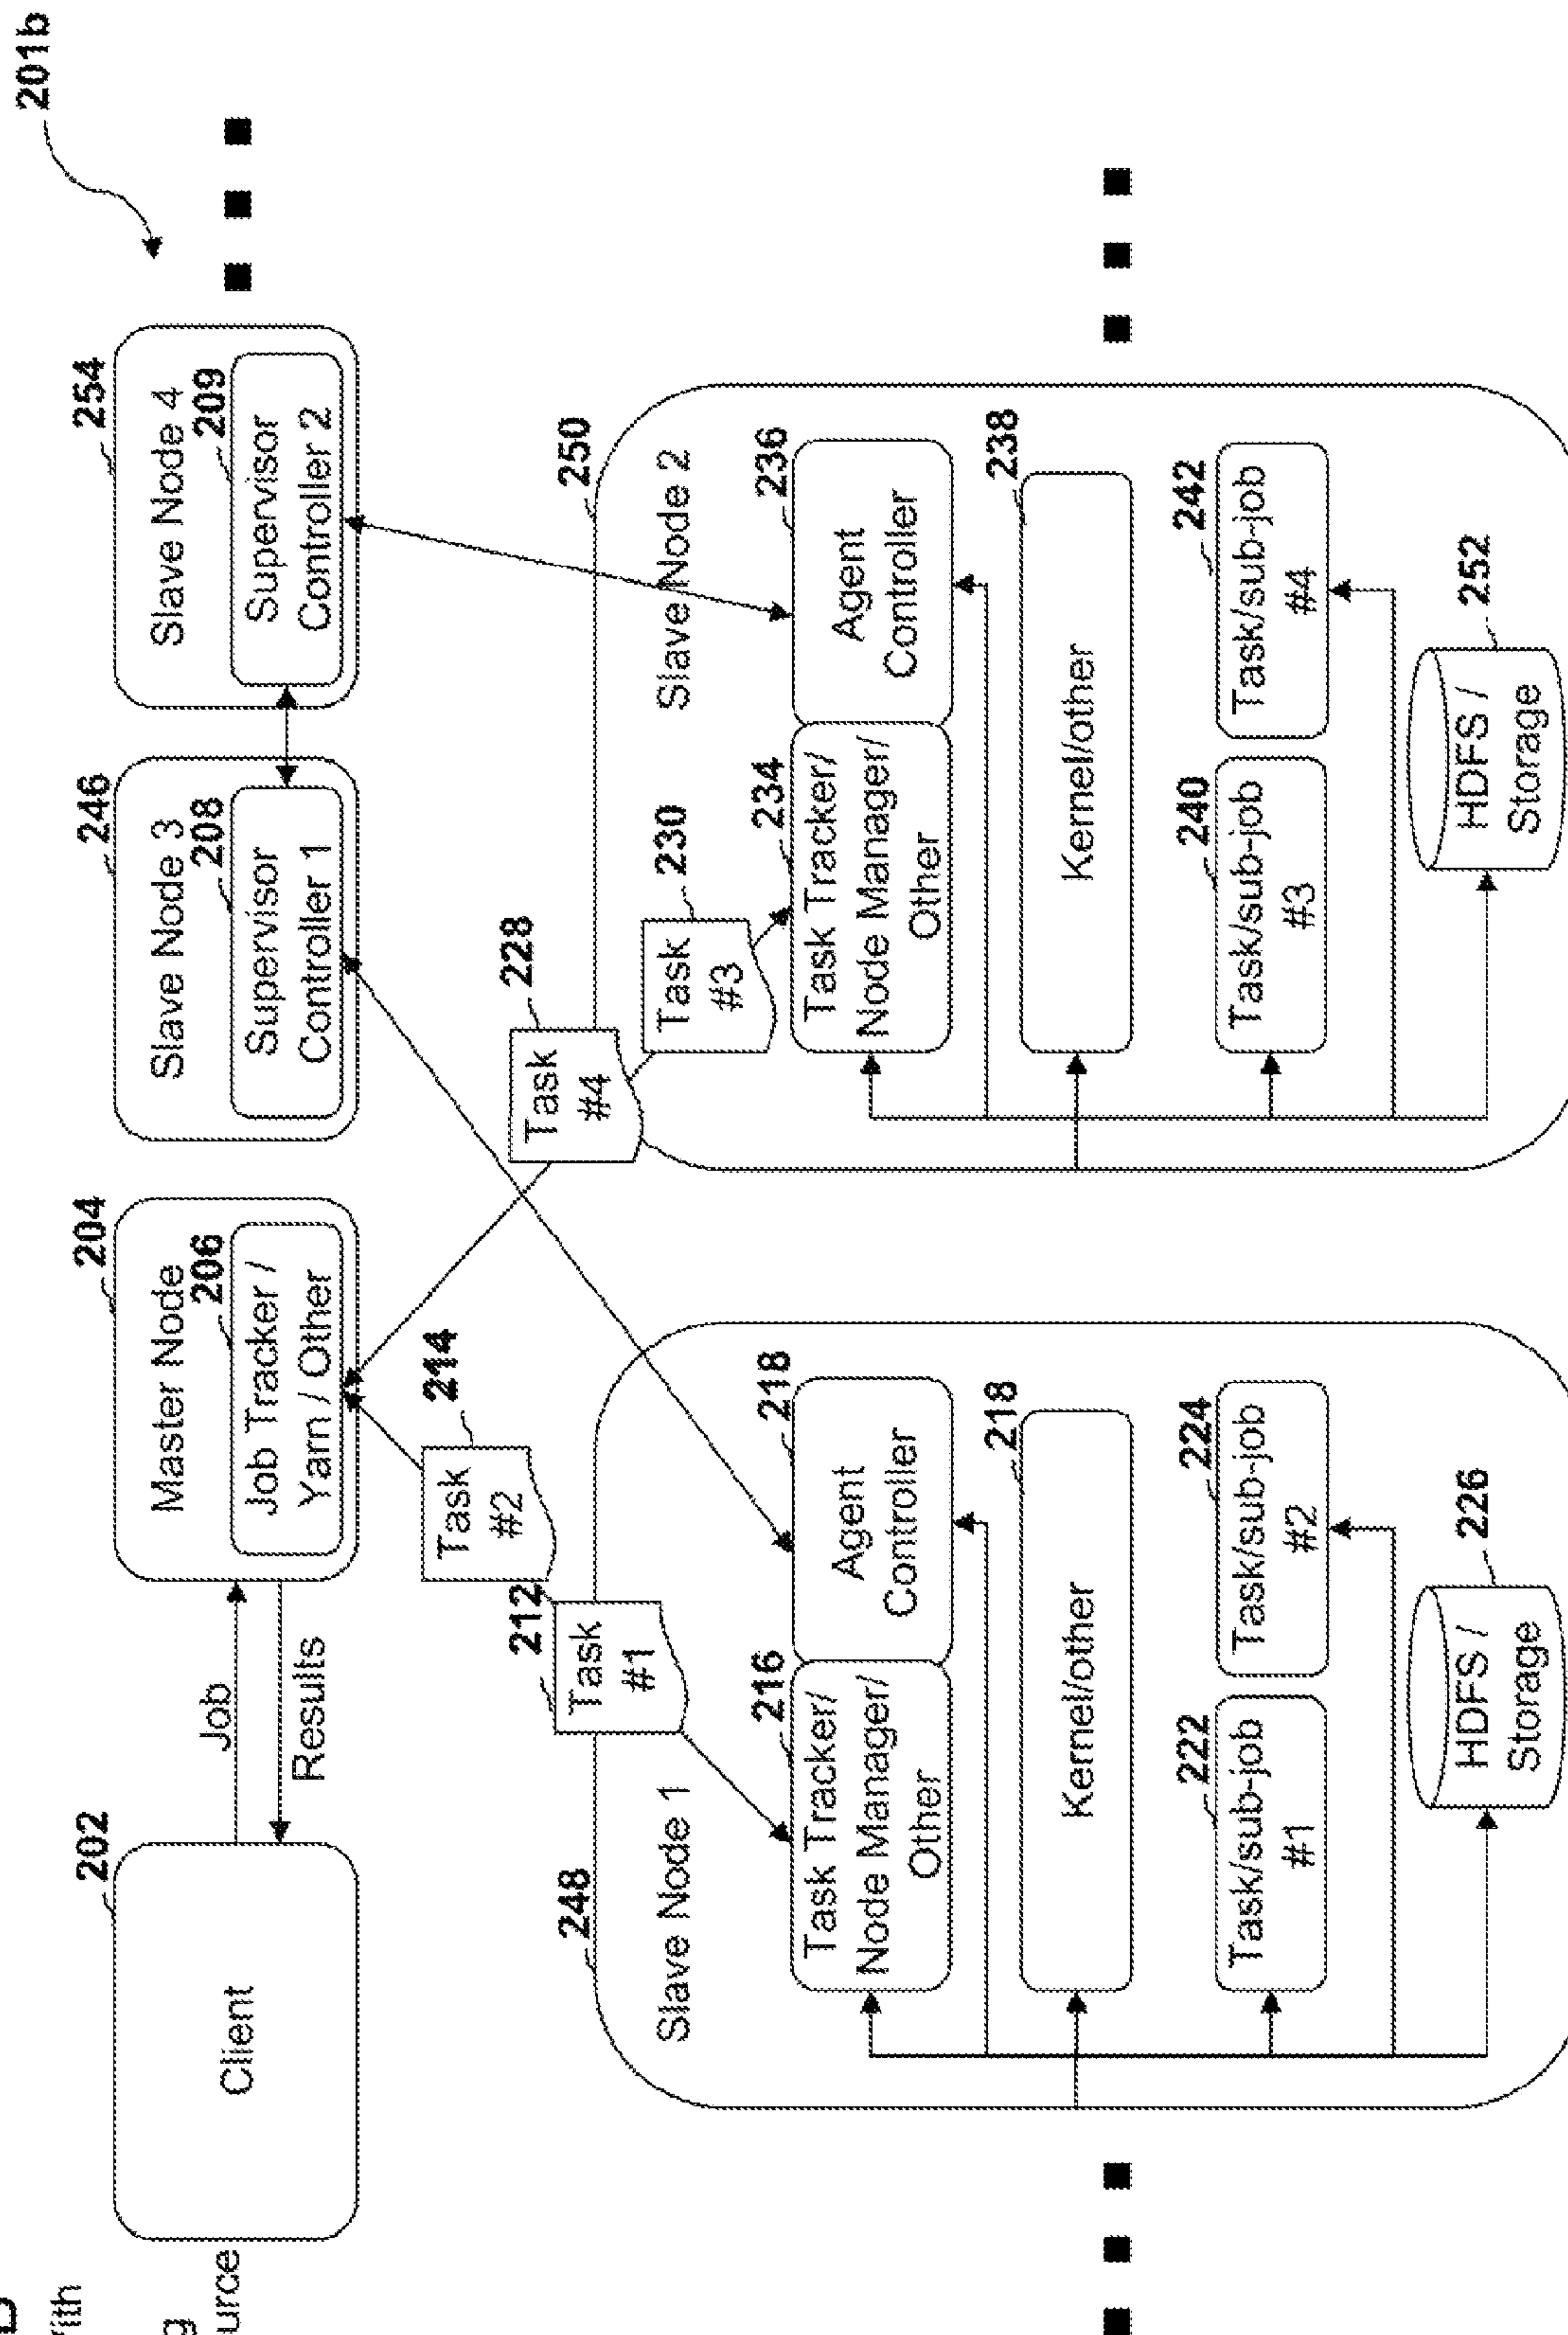 201b
202
Client
Job
Results
204
Master Node
206
Job Tracker /
Yarn / Other
246
Slave Node 3
208
Supervisor
Controller 1
254
Slave Node 4
209
Supervisor
Controller 2
214
Task
#2
212
Task
#1
228
Task
#4
230
Task
#3
248
Slave Node 1
216
Task Tracker/
Node Manager/
Other
218
Agent
Controller
218
Kernel/other
222
Task/sub-job
#1
224
Task/sub-job
#2
226
HDFS /
Storage
250
Slave Node 2
234
Task Tracker/
Node Manager/
Other
236
Agent
Controller
238
Kernel/other
240
Task/sub-job
#3
242
Task/sub-job
#4
252
HDFS /
Storage